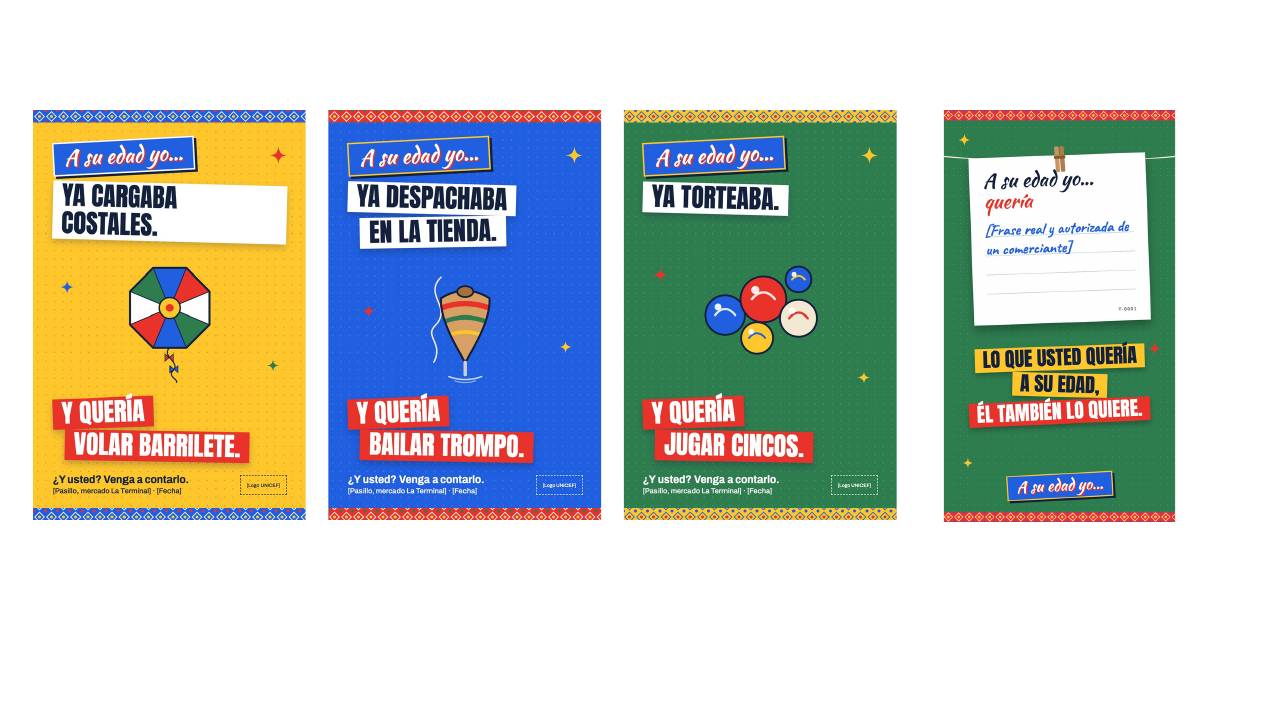 A su edad yo...
YA CARGABA
COSTALES.
Y QUERÍA
VOLAR BARRILETE.
¿Y usted? Venga a contarlo.
[Pasillo, mercado La Terminal] · [Fecha]
[Logo UNICEF]
A su edad yo...
YA DESPACHABA
EN LA TIENDA.
Y QUERÍA
BAILAR TROMPO.
¿Y usted? Venga a contarlo.
[Pasillo, mercado La Terminal] · [Fecha]
[Logo UNICEF]
A su edad yo...
YA TORTEABA.
Y QUERÍA
JUGAR CINCOS.
¿Y usted? Venga a contarlo.
[Pasillo, mercado La Terminal] · [Fecha]
[Logo UNICEF]
A su edad yo...
quería
[Frase real y autorizada de
un comerciante]
LO QUE USTED QUERÍA
A SU EDAD,
ÉL TAMBIÉN LO QUIERE.
A su edad yo...